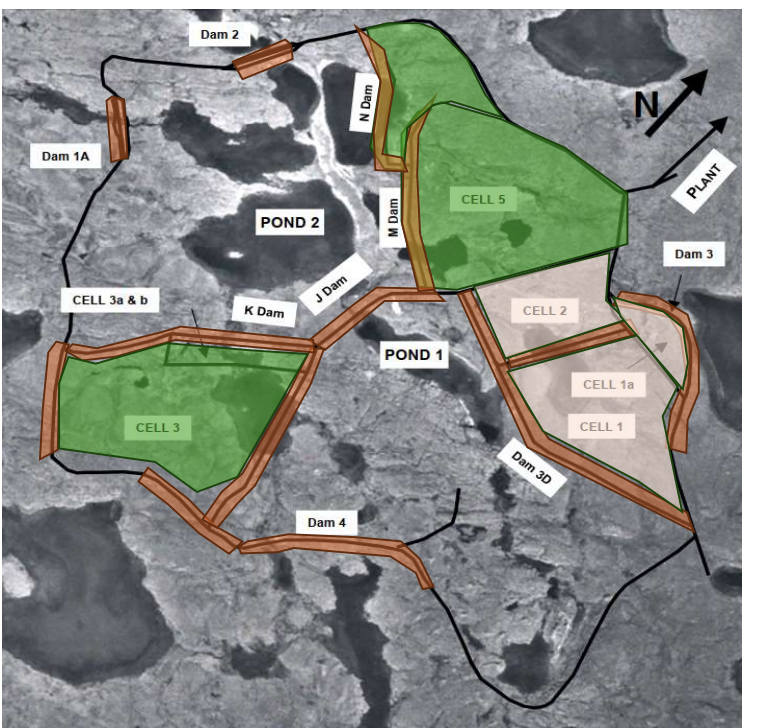 Dam 2
N
N Dam
Dam 1A
PLANT
CELL 5
M Dam
POND 2
Dam 3
J Dam
CELL 3a & b
K Dam
CELL 2
POND 1
CELL 1a
CELL 3
CELL 1
Dam 3D
Dam 4